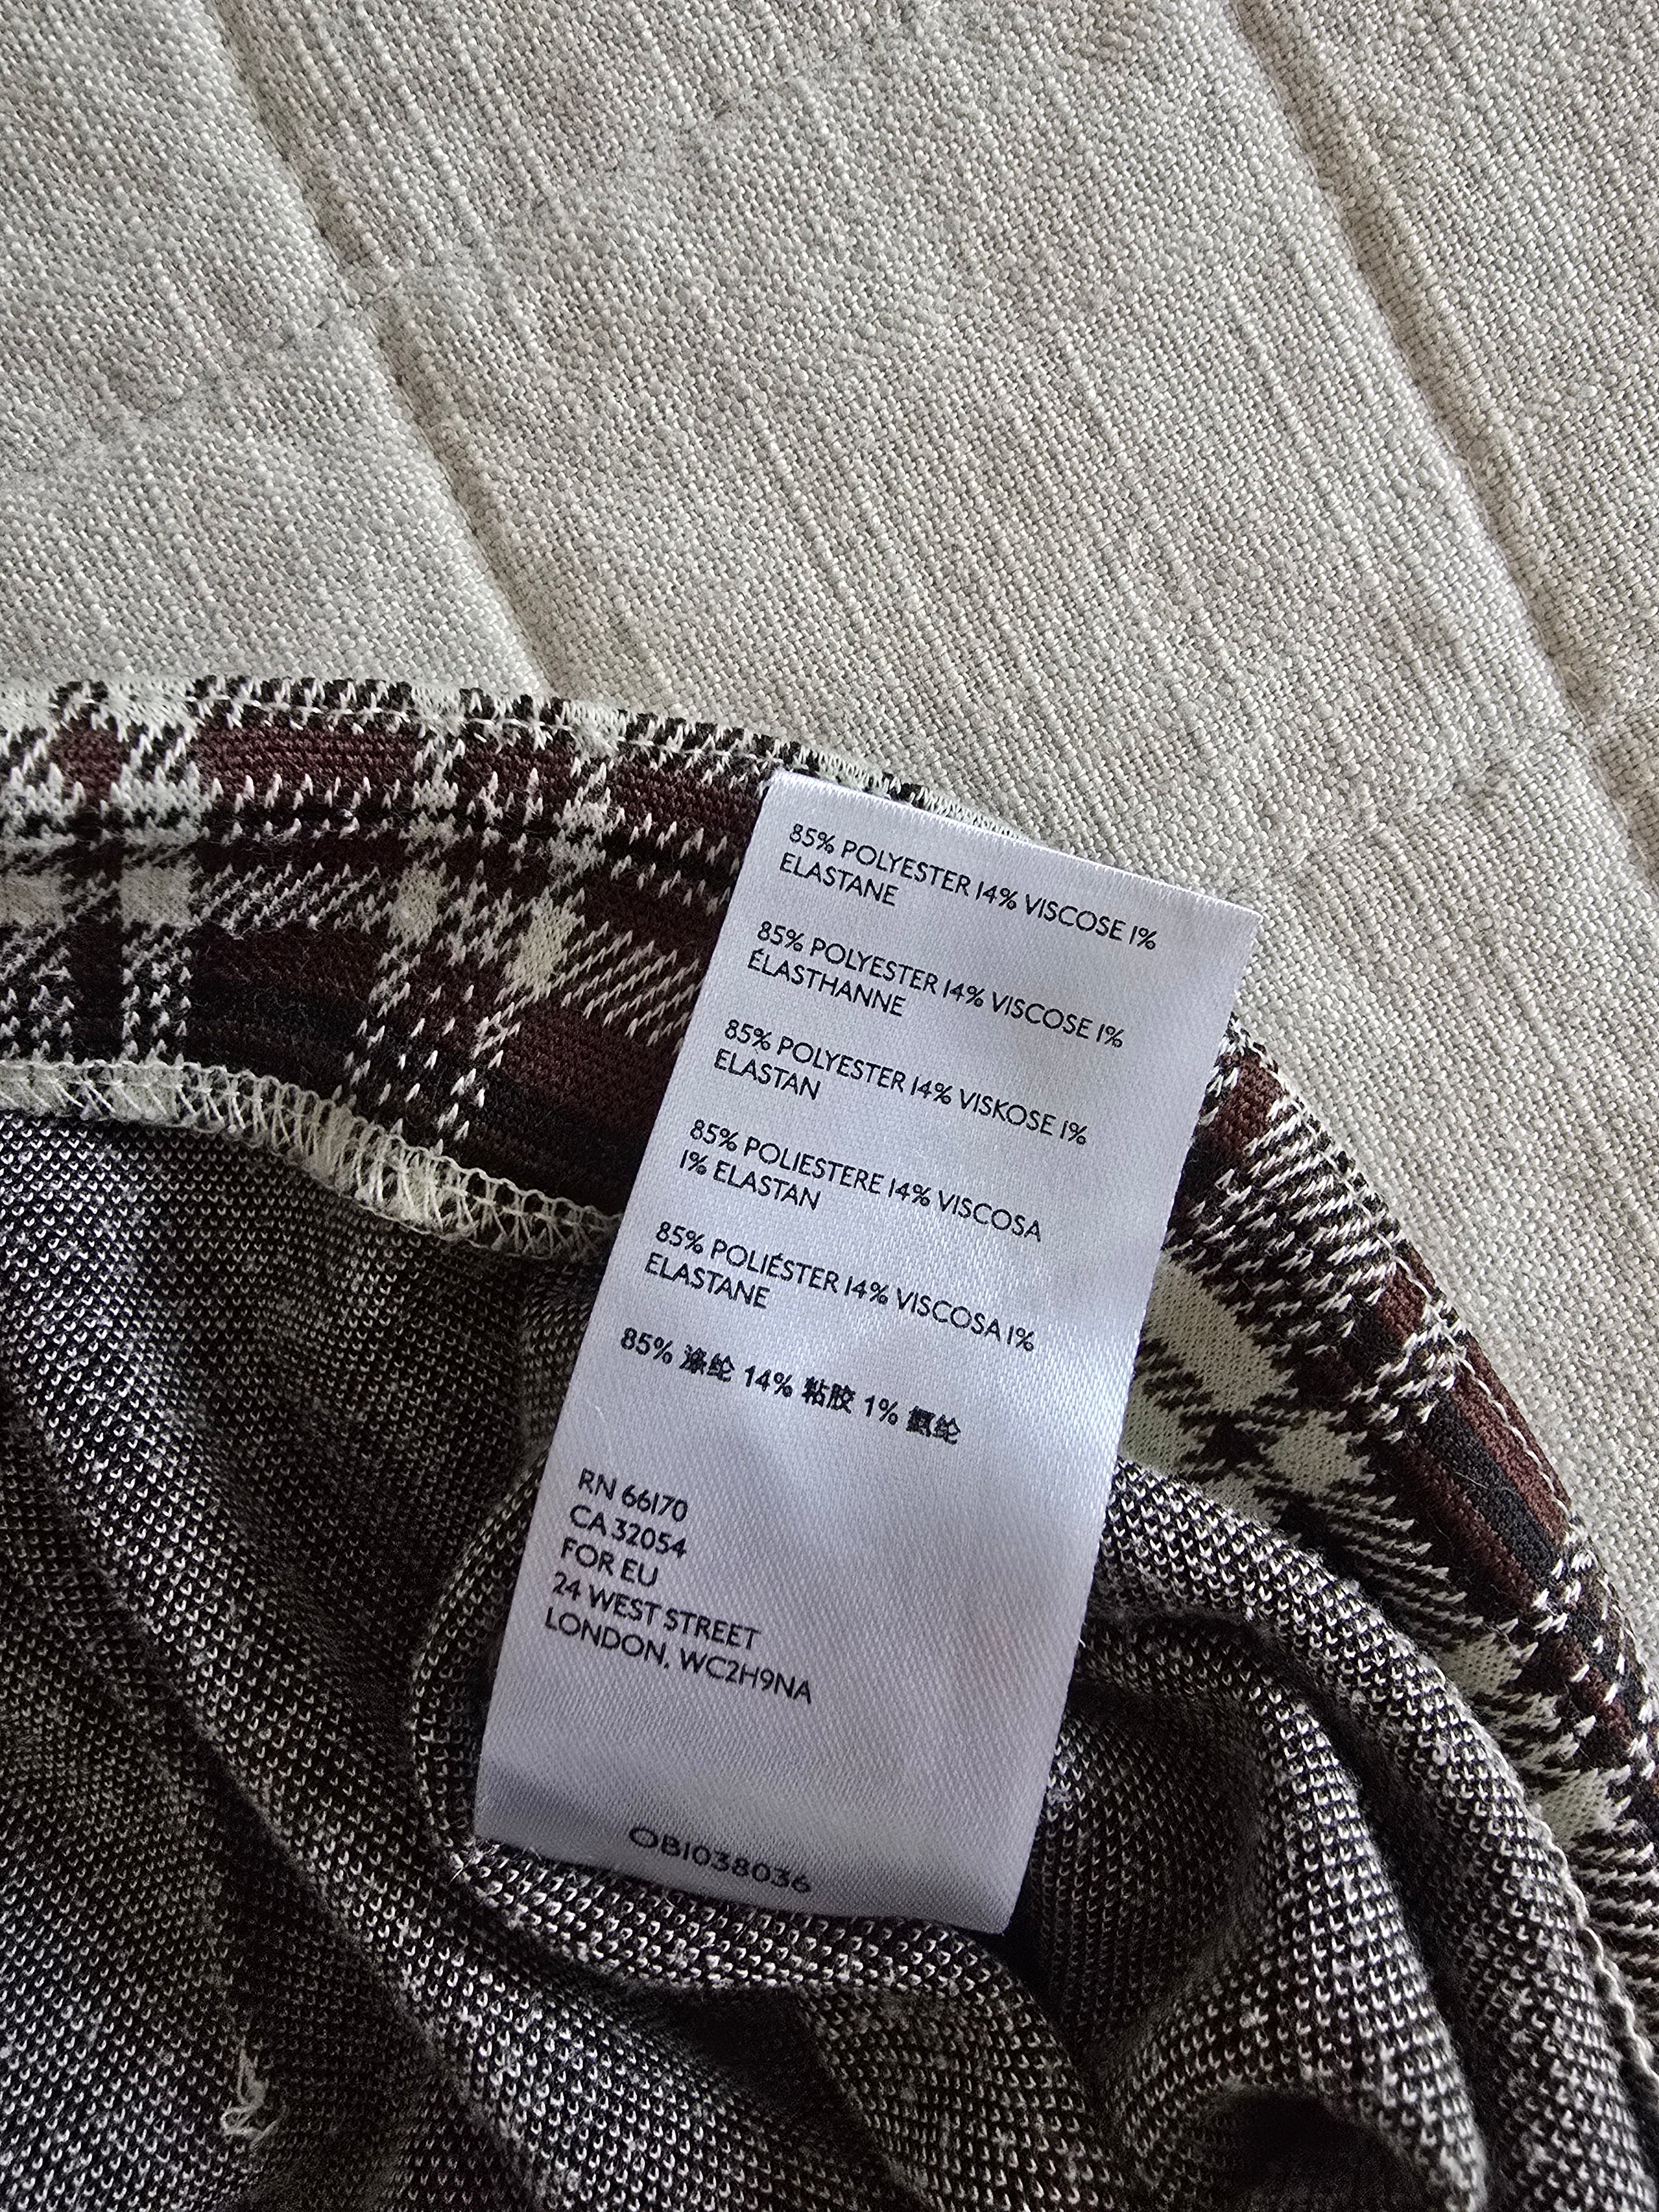 85% POLYESTER 14% VISCOSE 1%
ELASTANE
85% POLYESTER 14% VISCOSE 1%
ÉLASTHANNE
85% POLYESTER 14% VISKOSE 1%
ELASTAN
85% POLIESTERE 14% VISCOSA
1% ELASTAN
85% POLIÉSTER 14% VISCOSA 1%
ELASTANE
85% 涤纶 14% 粘胶 1% 氨纶
RN 66170
CA 32054
FOR EU
24 WEST STREET
LONDON, WC2H9NA
OB1038036